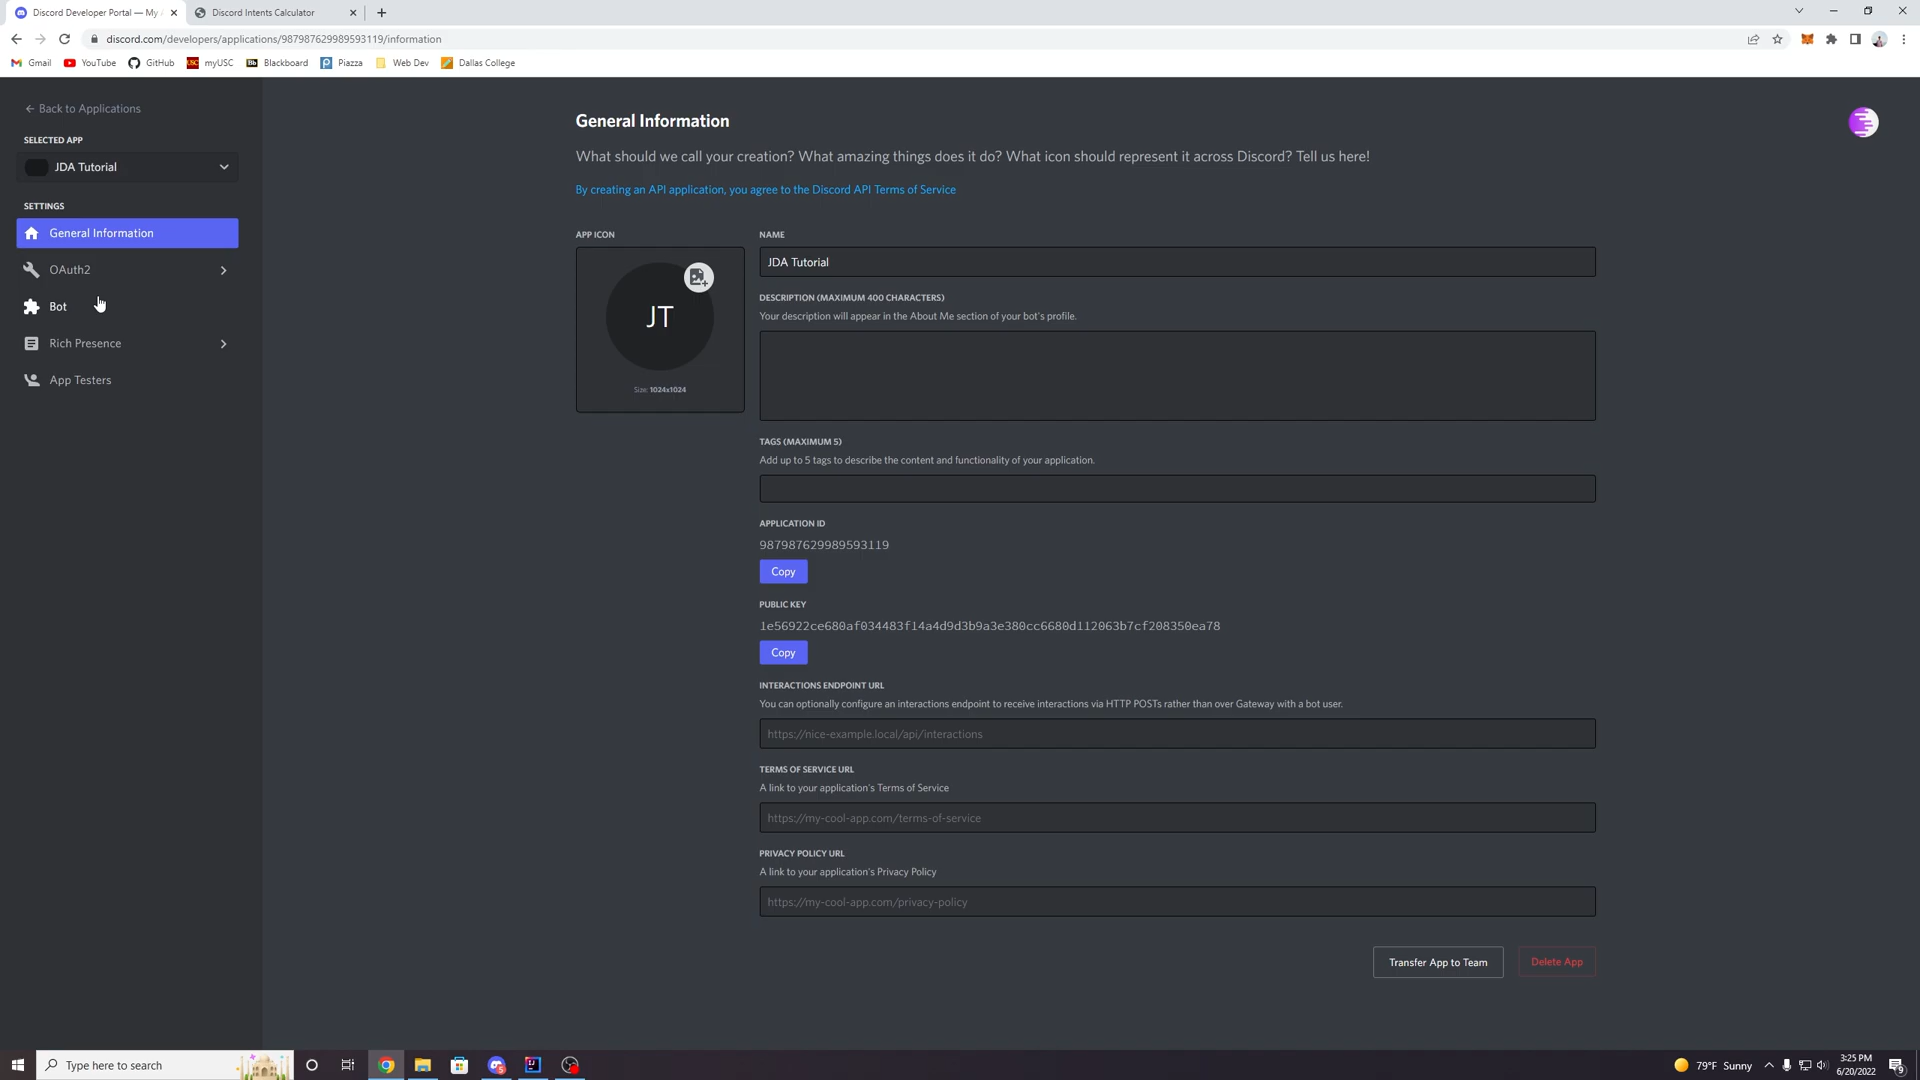 Discord Developer Portal — My
Discord Intents Calculator
discord.com/developers/applications/987987629989593119/information
Gmail
YouTube
GitHub
myUSC
Blackboard
Piazza
Web Dev
Dallas College
← Back to Applications
SELECTED APP
JDA Tutorial
SETTINGS
General Information
OAuth2
Bot
Rich Presence
App Testers
General Information
What should we call your creation? What amazing things does it do? What icon should represent it across Discord? Tell us here!
By creating an API application, you agree to the Discord API Terms of Service
APP ICON
JT
Size: 1024x1024
NAME
JDA Tutorial
DESCRIPTION (MAXIMUM 400 CHARACTERS)
Your description will appear in the About Me section of your bot's profile.
TAGS (MAXIMUM 5)
Add up to 5 tags to describe the content and functionality of your application.
APPLICATION ID
987987629989593119
Copy
PUBLIC KEY
1e56922ce680af034483f14a4d9d3b9a3e380cc6680d112063b7cf208350ea78
Copy
INTERACTIONS ENDPOINT URL
You can optionally configure an interactions endpoint to receive interactions via HTTP POSTs rather than over Gateway with a bot user.
https://nice-example.local/api/interactions
TERMS OF SERVICE URL
A link to your application's Terms of Service
https://my-cool-app.com/terms-of-service
PRIVACY POLICY URL
A link to your application's Privacy Policy
https://my-cool-app.com/privacy-policy
Transfer App to Team
Delete App
Type here to search
79°F Sunny
3:25 PM
6/20/2022